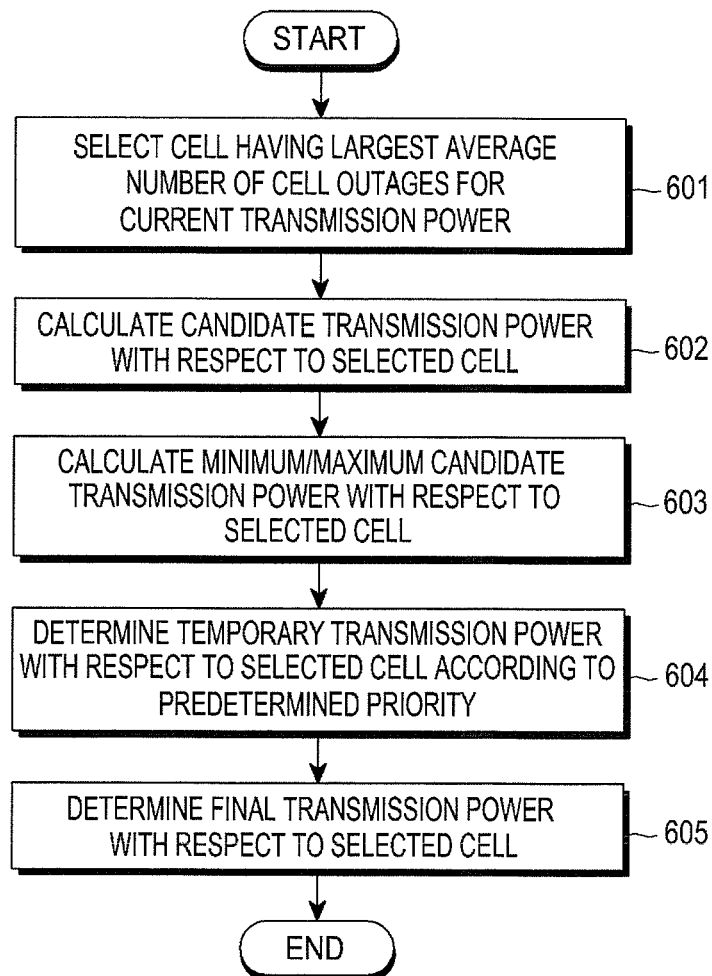 START
SELECT CELL HAVING LARGEST AVERAGE
NUMBER OF CELL OUTAGES FOR
CURRENT TRANSMISSION POWER
601
CALCULATE CANDIDATE TRANSMISSION POWER
WITH RESPECT TO SELECTED CELL
602
CALCULATE MINIMUM/MAXIMUM CANDIDATE
TRANSMISSION POWER WITH RESPECT TO
SELECTED CELL
603
DETERMINE TEMPORARY TRANSMISSION POWER
WITH RESPECT TO SELECTED CELL ACCORDING TO
PREDETERMINED PRIORITY
604
DETERMINE FINAL TRANSMISSION POWER
WITH RESPECT TO SELECTED CELL
605
END